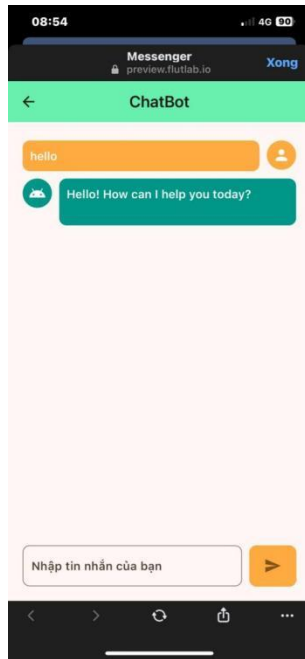 08:54
4G 90
Messenger
preview.flutlab.io
Xong
ChatBot
hello
Hello! How can I help you today?
Nhập tin nhắn của bạn